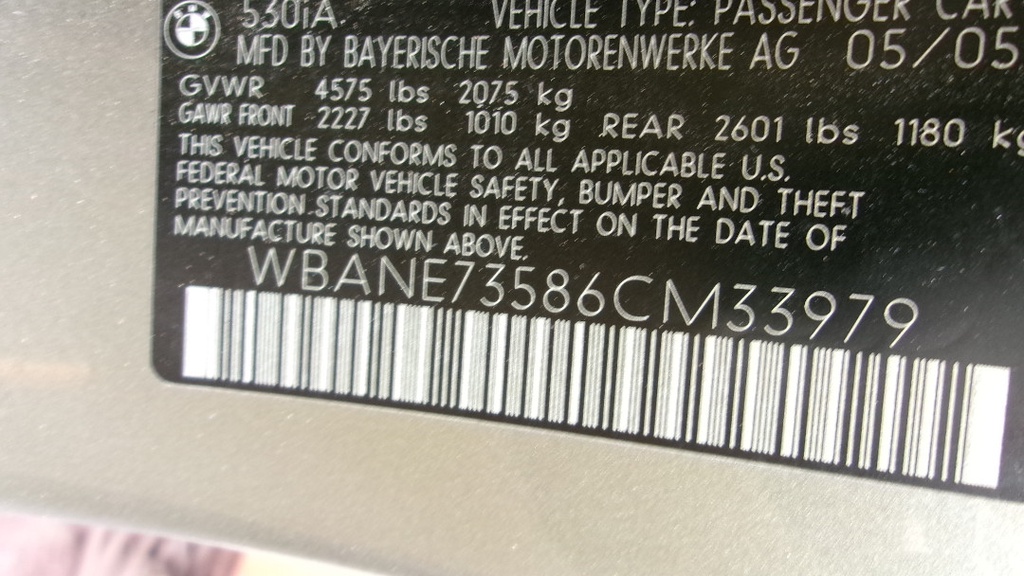 530iA VEHICLE TYPE: PASSENGER CAR
MFD BY BAYERISCHE MOTORENWERKE AG 05/05
GVWR 4575 lbs 2075 kg
GAWR FRONT 2227 lbs 1010 kg REAR 2601 lbs 1180 kg
THIS VEHICLE CONFORMS TO ALL APPLICABLE U.S.
FEDERAL MOTOR VEHICLE SAFETY, BUMPER AND THEFT
PREVENTION STANDARDS IN EFFECT ON THE DATE OF
MANUFACTURE SHOWN ABOVE.
WBANE73586CM33979